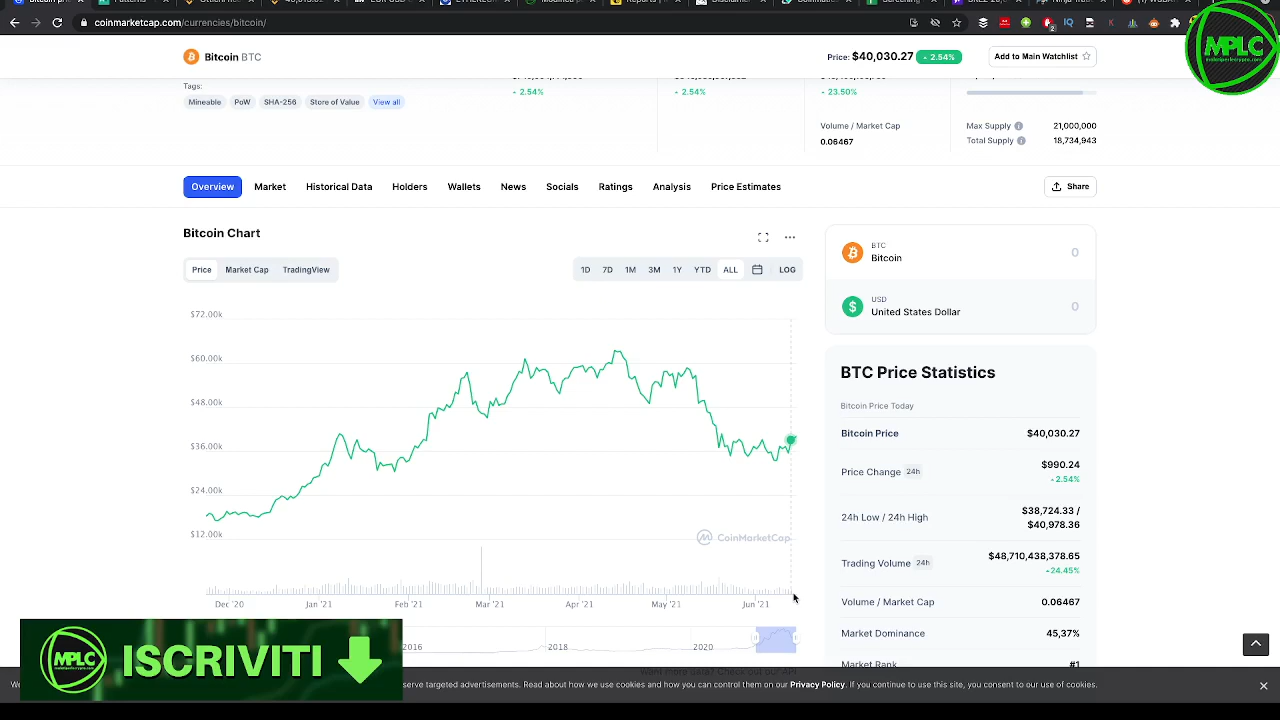 coinmarketcap.com/currencies/bitcoin/
Bitcoin BTC
Price: $40,030.27 2.54%
Add to Main Watchlist
MPLC
Tags:
Mineable PoW SHA-256 Store of Value View all
2.54%
2.54%
23.50%
Volume / Market Cap
0.06467
Max Supply 21,000,000
Total Supply 18,734,943
Overview Market Historical Data Holders Wallets News Socials Ratings Analysis Price Estimates
Share
Bitcoin Chart
Price Market Cap TradingView
1D 7D 1M 3M 1Y YTD ALL LOG
BTC
Bitcoin
0
USD
United States Dollar
0
$72.00k
$60.00k
$48.00k
$36.00k
$24.00k
$12.00k
CoinMarketCap
Dec '20 Jan '21 Feb '21 Mar '21 Apr '21 May '21 Jun '21
2016 2018 2020
BTC Price Statistics
Bitcoin Price Today
Bitcoin Price $40,030.27
Price Change 24h $990.24
2.54%
24h Low / 24h High $38,724.33 /
$40,978.36
Trading Volume 24h $48,710,438,378.65
24.45%
Volume / Market Cap 0.06467
Market Dominance 45,37%
Market Rank #1
MPLC ISCRIVITI
serve targeted advertisements. Read about how we use cookies and how you can control them on our Privacy Policy. If you continue to use this site, you consent to our use of cookies.